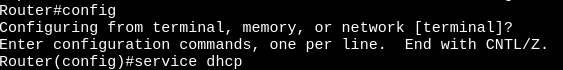 Router#config
Configuring from terminal, memory, or network [terminal]?
Enter configuration commands, one per line.  End with CNTL/Z.
Router(config)#service dhcp